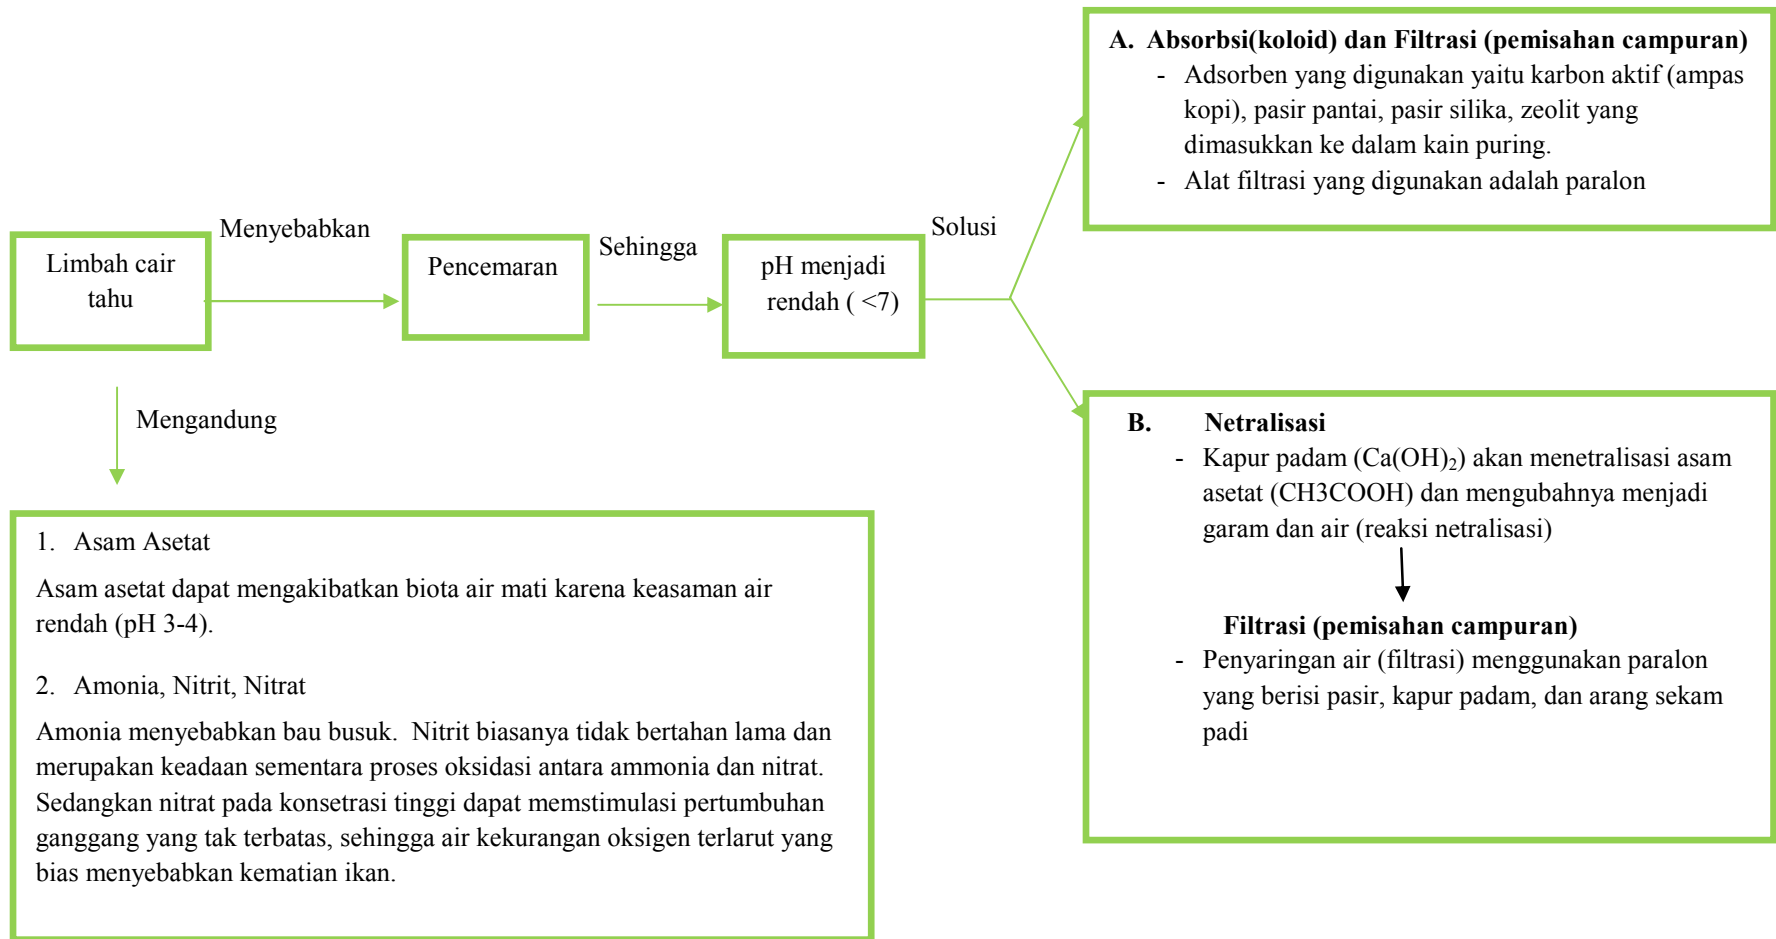 Limbah cair
tahu
Menyebabkan
Pencemaran
Sehingga
pH menjadi
rendah ( <7)
Solusi
A. Absorbsi(koloid) dan Filtrasi (pemisahan campuran)
- Adsorben yang digunakan yaitu karbon aktif (ampas
kopi), pasir pantai, pasir silika, zeolit yang
dimasukkan ke dalam kain puring.
- Alat filtrasi yang digunakan adalah paralon
B. Netralisasi
- Kapur padam (Ca(OH)₂) akan menetralisasi asam
asetat (CH3COOH) dan mengubahnya menjadi
garam dan air (reaksi netralisasi)
Filtrasi (pemisahan campuran)
- Penyaringan air (filtrasi) menggunakan paralon
yang berisi pasir, kapur padam, dan arang sekam
padi
Mengandung
1. Asam Asetat
Asam asetat dapat mengakibatkan biota air mati karena keasaman air
rendah (pH 3-4).
2. Amonia, Nitrit, Nitrat
Amonia menyebabkan bau busuk. Nitrit biasanya tidak bertahan lama dan
merupakan keadaan sementara proses oksidasi antara ammonia dan nitrat.
Sedangkan nitrat pada konsetrasi tinggi dapat memstimulasi pertumbuhan
ganggang yang tak terbatas, sehingga air kekurangan oksigen terlarut yang
bias menyebabkan kematian ikan.